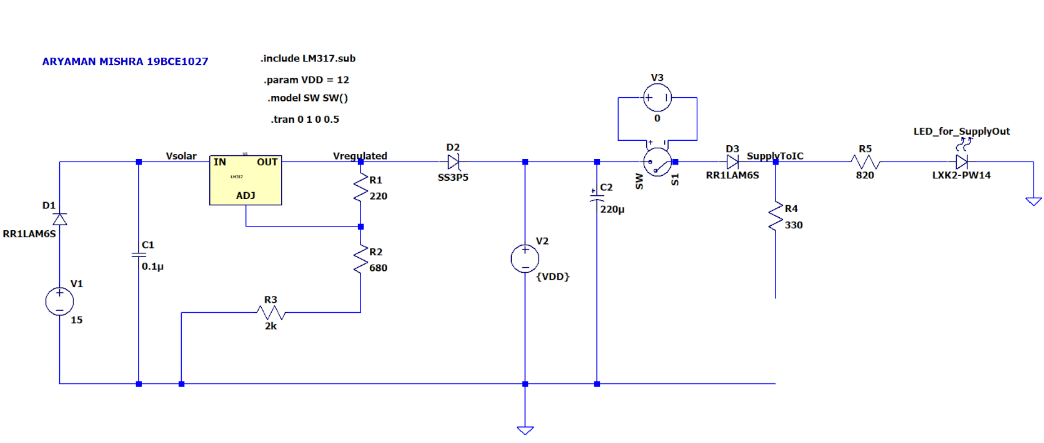 ARYAMAN MISHRA 19BCE1027
.include LM317.sub
.param VDD = 12
.model SW SW()
.tran 0 1 0 0.5
V3
+ −
0
LED_for_SupplyOut
Vsolar
IN OUT
LM317
ADJ
Vregulated
D2
SS3P5
+ −
SW
S1
D3
RR1LAM6S
SupplyToIC
R5
820
LXK2-PW14
R1
220
C2
220µ
D1
RR1LAM6S
R4
330
C1
0.1µ
R2
680
V2
+
−
{VDD}
V1
+
−
15
R3
2k